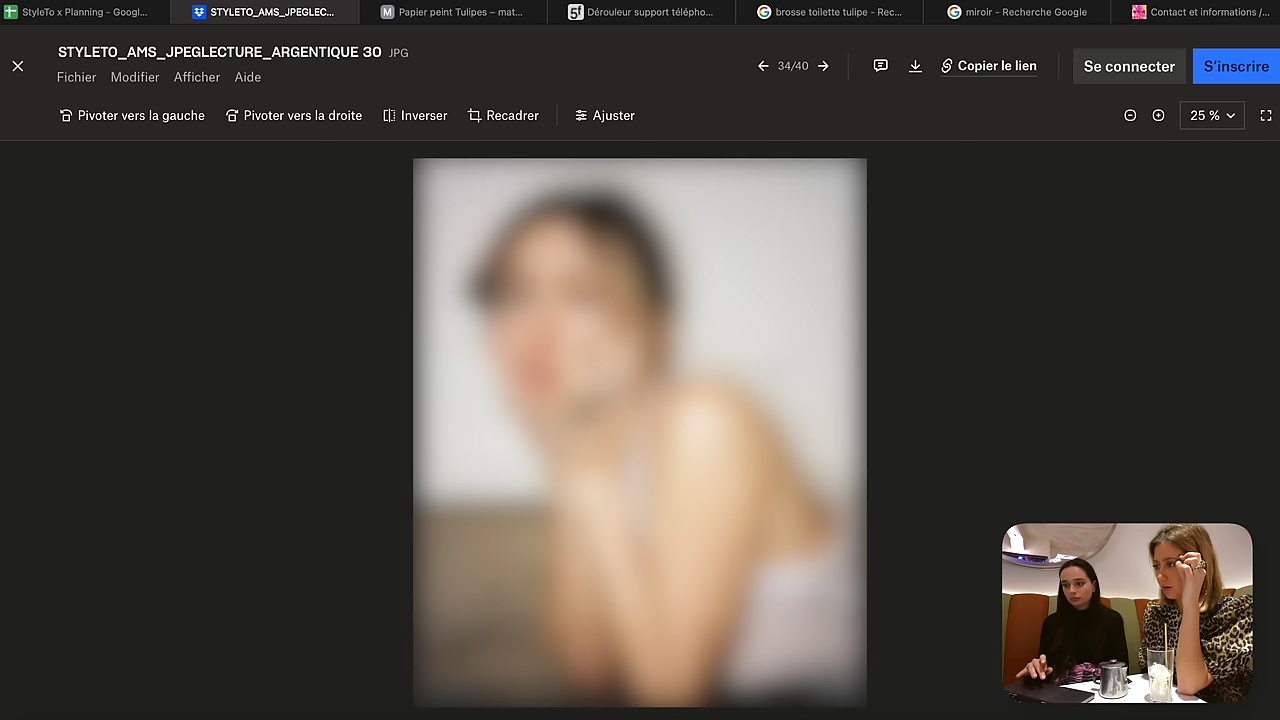 StyleTo x Planning - Googl...
STYLETO_AMS_JPEGLEC...
Papier peint Tulipes – mat...
Dérouleur support télépho...
brosse toilette tulipe - Rec...
miroir - Recherche Google
Contact et informations /...
STYLETO_AMS_JPEGLECTURE_ARGENTIQUE 30 JPG
Fichier Modifier Afficher Aide
34/40
Copier le lien
Se connecter
S'inscrire
Pivoter vers la gauche Pivoter vers la droite Inverser Recadrer Ajuster
25 %